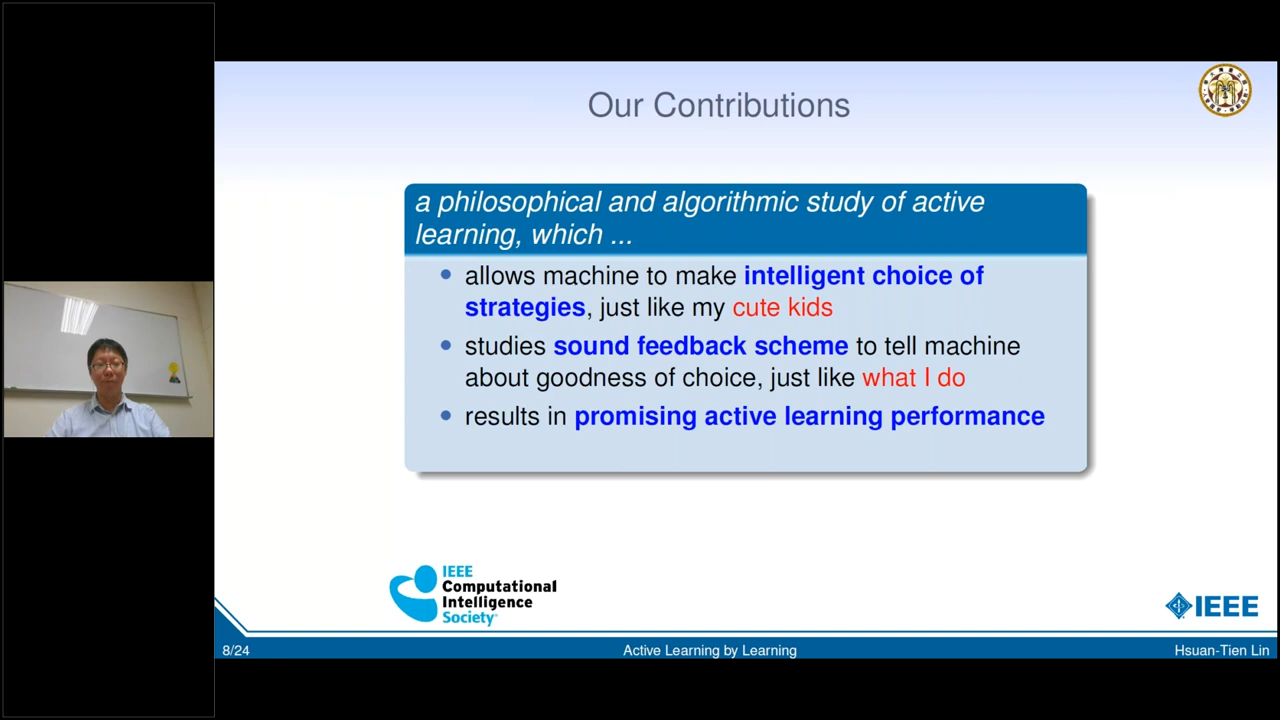 Our Contributions
a philosophical and algorithmic study of active
learning, which ...
• allows machine to make intelligent choice of
strategies, just like my cute kids
• studies sound feedback scheme to tell machine
about goodness of choice, just like what I do
• results in promising active learning performance
IEEE
Computational
Intelligence
Society
IEEE
8/24
Active Learning by Learning
Hsuan-Tien Lin